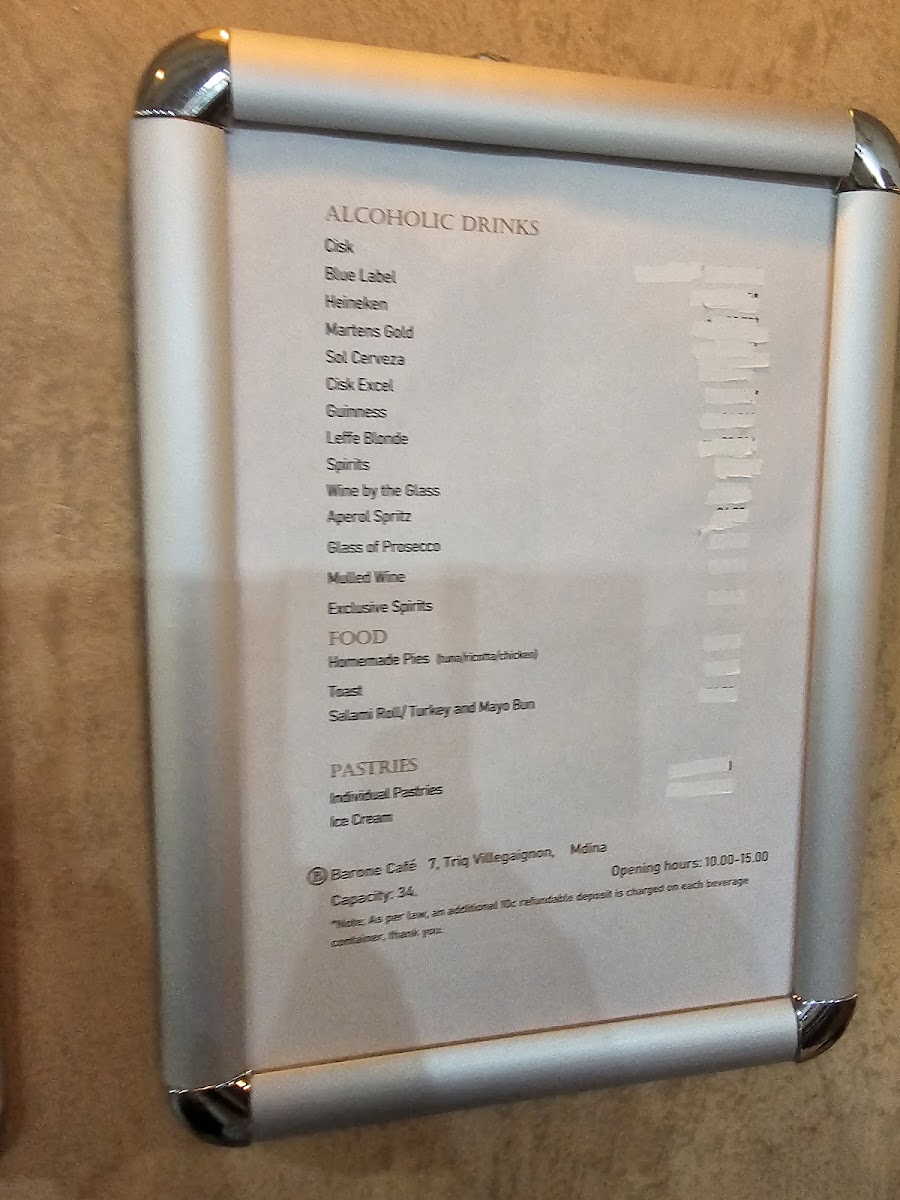 ALCOHOLIC DRINKS
Cisk
Blue Label
Heineken
Martens Gold
Sol Cerveza
Cisk Excel
Guinness
Leffe Blonde
Spirits
Wine by the Glass
Aperol Spritz
Glass of Prosecco
Mulled Wine
Exclusive Spirits
FOOD
Homemade Pies (tuna/ricotta/chicken)
Toast
Salami Roll/ Turkey and Mayo Bun
PASTRIES
Individual Pastries
Ice Cream
B Barone Café 7, Triq Villegaignon, Mdina
Capacity: 34. Opening hours: 10.00-15.00
*Note: As per law, an additional 10c refundable deposit is charged on each beverage
container, thank you.